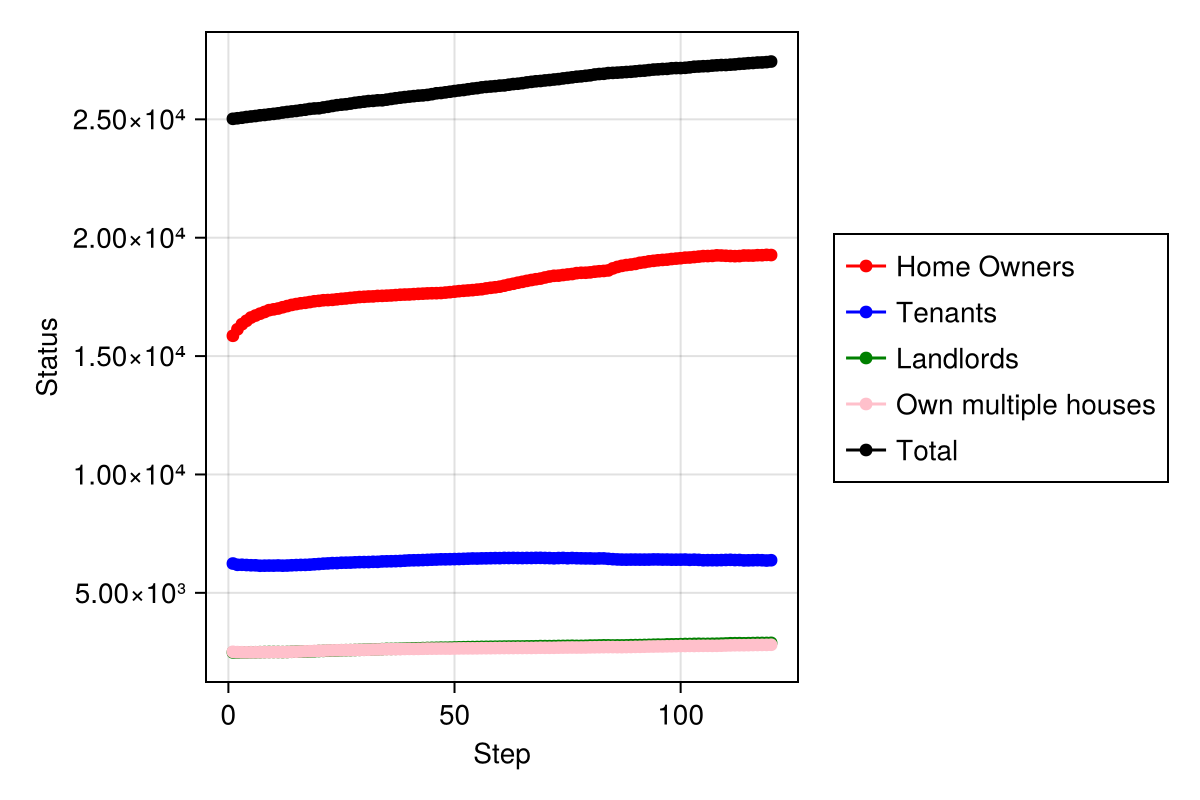 2.50×10⁴
2.00×10⁴
1.50×10⁴
1.00×10⁴
5.00×10³
Status
0 50 100
Step
Home Owners
Tenants
Landlords
Own multiple houses
Total